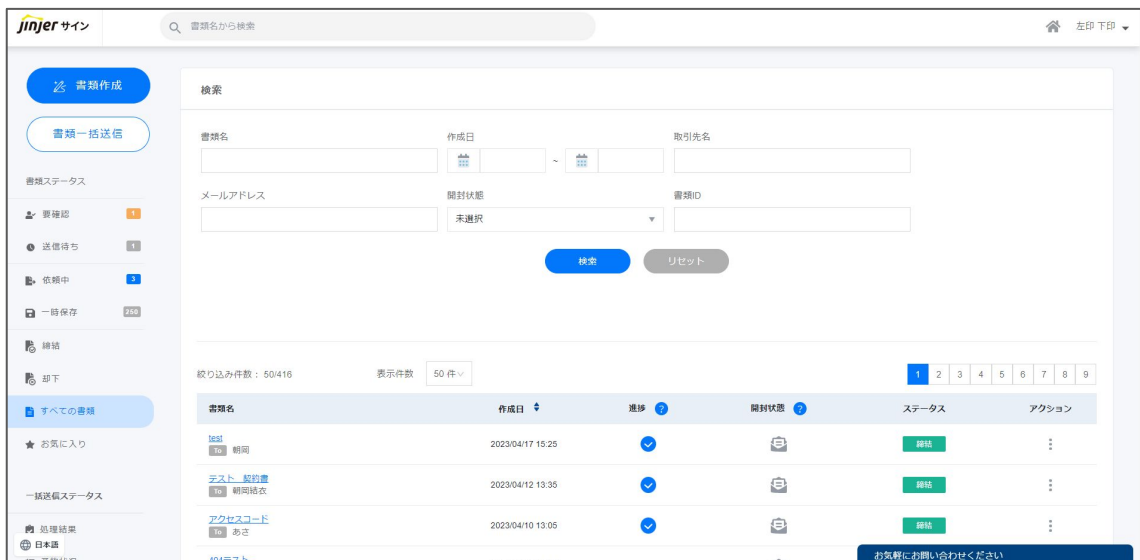 jinjer サイン
書類名から検索
左印 下印
書類作成
書類一括送信
書類ステータス
要確認 1
送信待ち 1
依頼中 3
一時保存 250
締結
却下
すべての書類
お気に入り
一括送信ステータス
処理結果
日本語
検索
書類名 作成日 取引先名
~
メールアドレス 開封状態 書類ID
未選択
検索 リセット
絞り込み件数： 50/416 表示件数 50 件 1 2 3 4 5 6 7 8 9
書類名 作成日 進捗 ? 開封状態 ? ステータス アクション
test
To 朝岡 2023/04/17 15:25 締結
テスト 契約書
To 朝岡結衣 2023/04/12 13:35 締結
アクセスコード
To あさ 2023/04/10 13:05 締結
お気軽にお問い合わせください